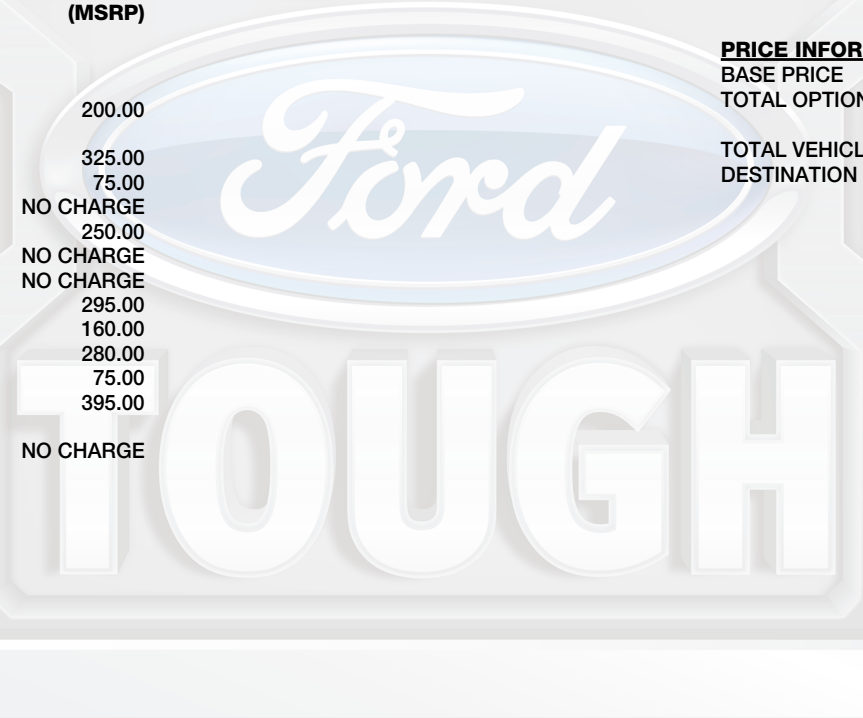 (MSRP)
200.00
325.00
75.00
NO CHARGE
250.00
NO CHARGE
NO CHARGE
295.00
160.00
280.00
75.00
395.00
NO CHARGE
PRICE INFOR
BASE PRICE
TOTAL OPTION
TOTAL VEHICL
DESTINATION
Ford
TOUGH